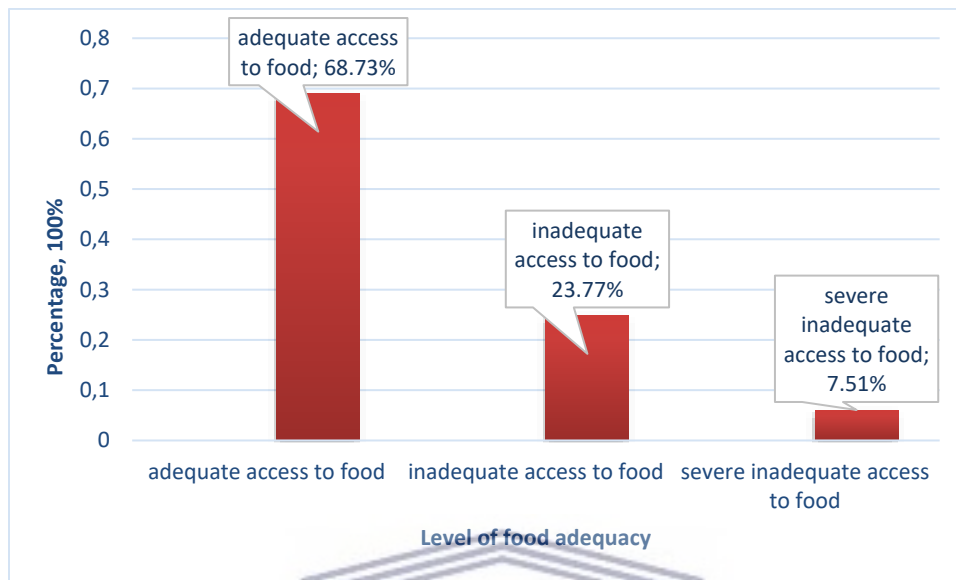 Percentage, 100%
0,8
0,7
0,6
0,5
0,4
0,3
0,2
0,1
0
adequate access
to food; 68.73%
inadequate
access to food;
23.77%
severe
inadequate
access to food;
7.51%
adequate access to food
inadequate access to food
severe inadequate access
to food
Level of food adequacy